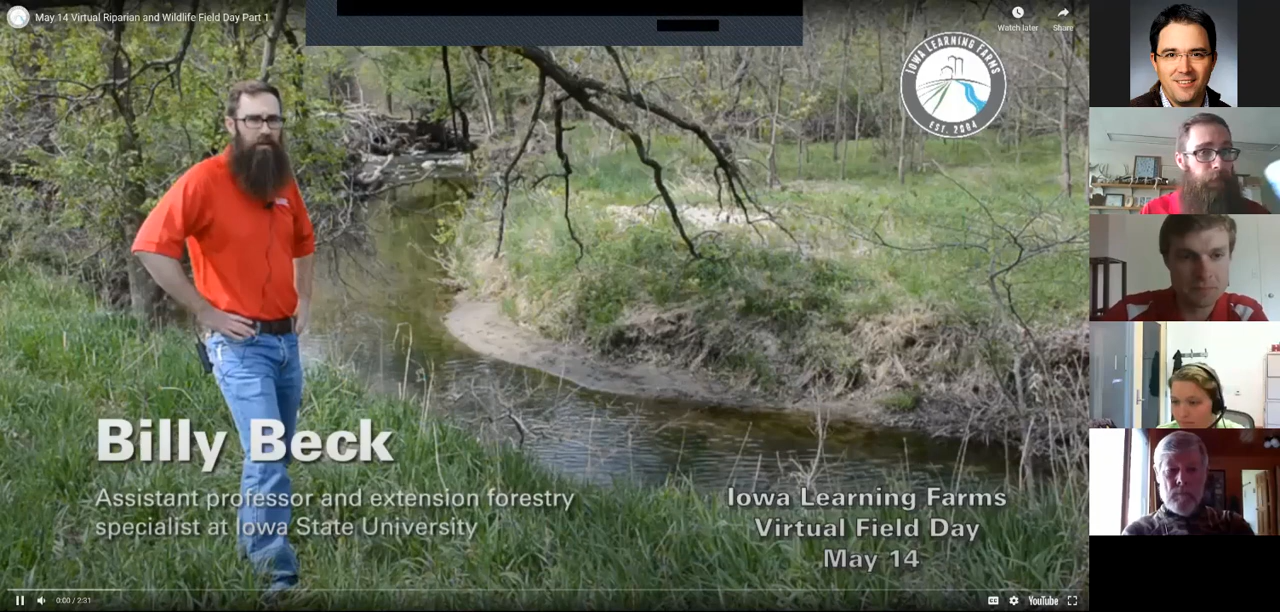 May 14 Virtual Riparian and Wildlife Field Day Part 1
Watch later
Share
IOWA LEARNING FARMS
EST. 2004
Billy Beck
Assistant professor and extension forestry
specialist at Iowa State University
Iowa Learning Farms
Virtual Field Day
May 14
0:00 / 2:31
CC
YouTube